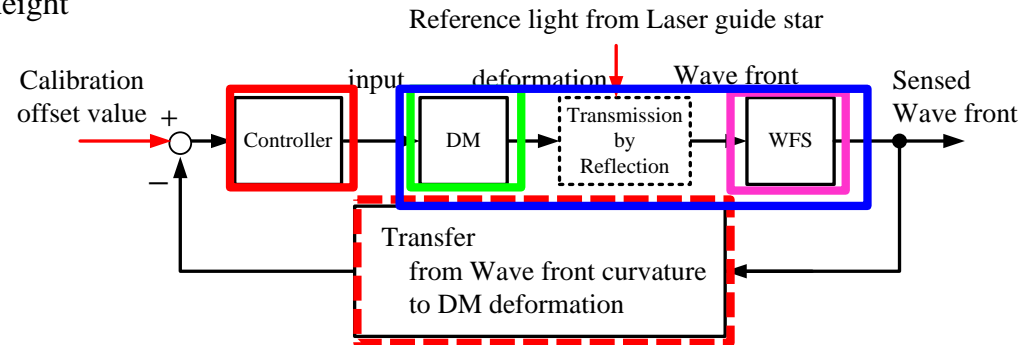 eight
Reference light from Laser guide star
Calibration
offset value
input
deformation
Wave front
Sensed
Wave front
+
Controller
DM
Transmission
by
Reflection
WFS
−
Transfer
from Wave front curvature
to DM deformation